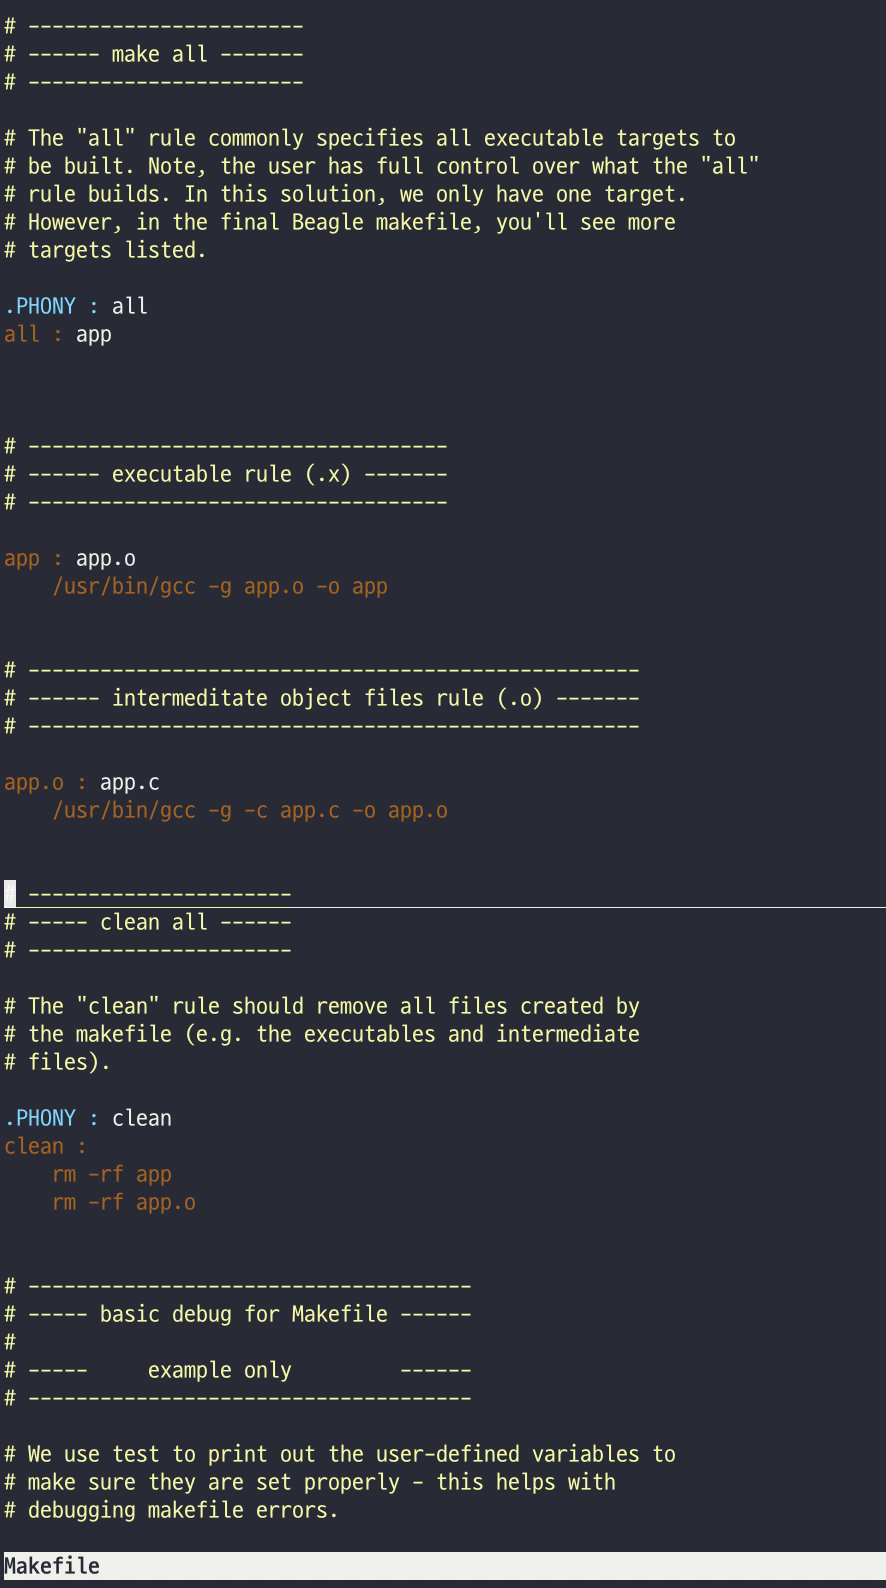 # -----------------------
# ------ make all -------
# -----------------------
# The "all" rule commonly specifies all executable targets to
# be built. Note, the user has full control over what the "all"
# rule builds. In this solution, we only have one target.
# However, in the final Beagle makefile, you'll see more
# targets listed.
.PHONY : all
all : app
# -----------------------------------
# ------ executable rule (.x) -------
# -----------------------------------
app : app.o
    /usr/bin/gcc -g app.o -o app
# ---------------------------------------------------
# ------ intermeditate object files rule (.o) -------
# ---------------------------------------------------
app.o : app.c
    /usr/bin/gcc -g -c app.c -o app.o
# ----------------------
# ----- clean all ------
# ----------------------
# The "clean" rule should remove all files created by
# the makefile (e.g. the executables and intermediate
# files).
.PHONY : clean
clean :
    rm -rf app
    rm -rf app.o
# -------------------------------------
# ----- basic debug for Makefile ------
#
# -----     example only         ------
# -------------------------------------
# We use test to print out the user-defined variables to
# make sure they are set properly - this helps with
# debugging makefile errors.
Makefile